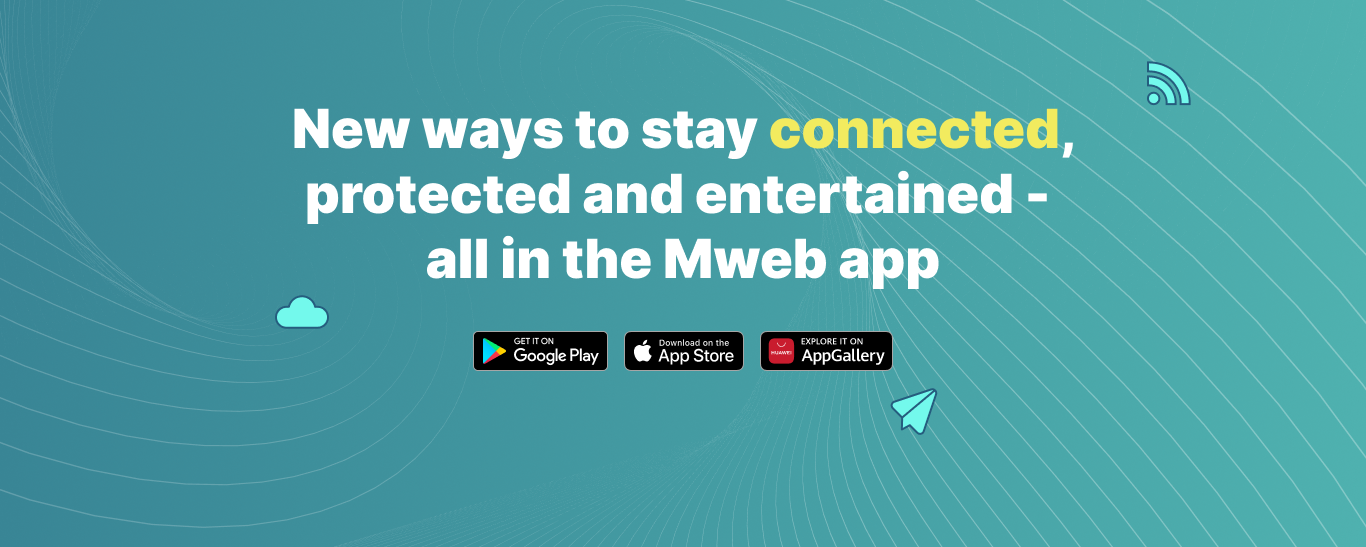 New ways to stay connected,
protected and entertained -
all in the Mweb app
GET IT ON
Google Play
Download on the
App Store
HUAWEI
EXPLORE IT ON
AppGallery